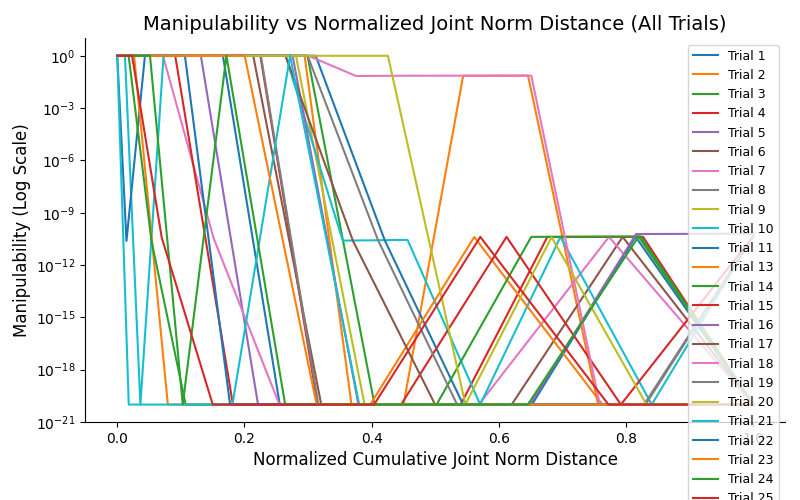 Manipulability vs Normalized Joint Norm Distance (All Trials)
Manipulability (Log Scale)
10⁰
10⁻³
10⁻⁶
10⁻⁹
10⁻¹²
10⁻¹⁵
10⁻¹⁸
10⁻²¹
0.0 0.2 0.4 0.6 0.8
Normalized Cumulative Joint Norm Distance
Trial 1
Trial 2
Trial 3
Trial 4
Trial 5
Trial 6
Trial 7
Trial 8
Trial 9
Trial 10
Trial 11
Trial 13
Trial 14
Trial 15
Trial 16
Trial 17
Trial 18
Trial 19
Trial 20
Trial 21
Trial 22
Trial 23
Trial 24
Trial 25